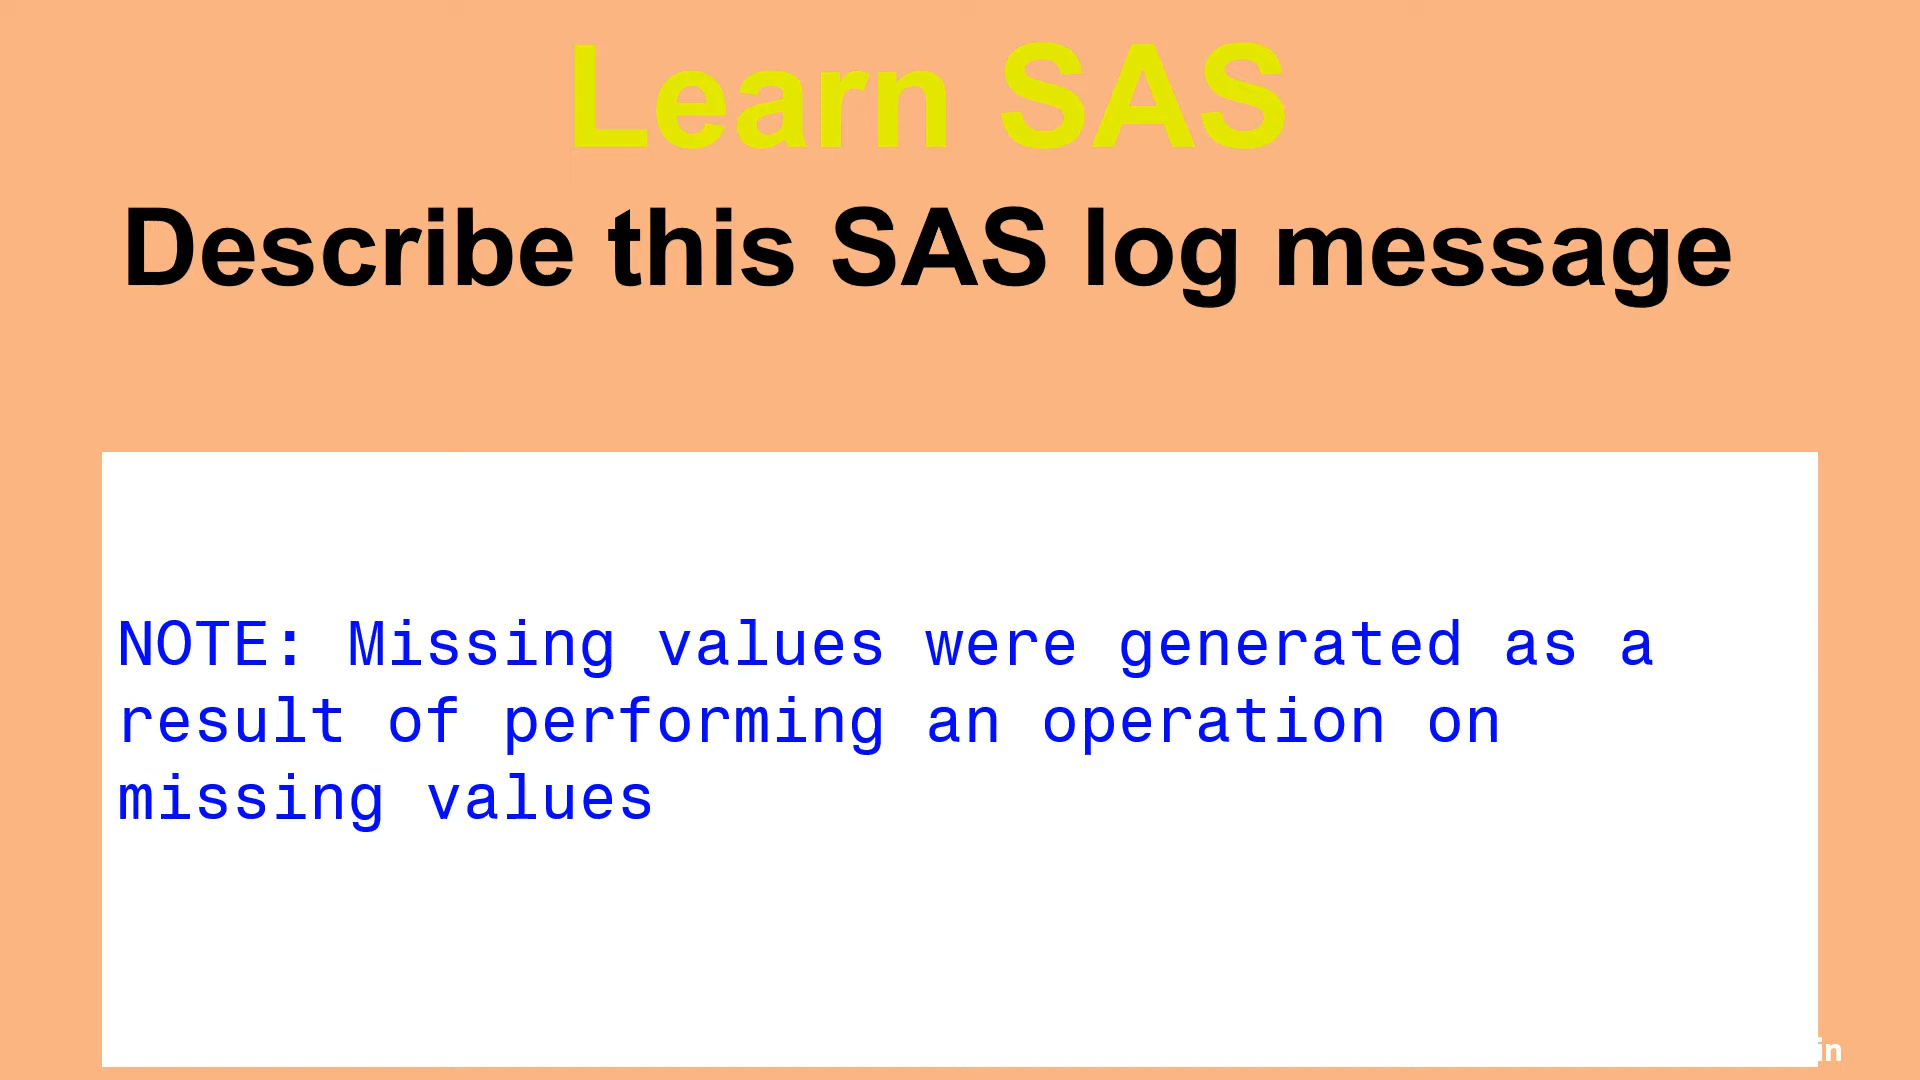 Learn SAS
Describe this SAS log message
NOTE: Missing values were generated as a
result of performing an operation on
missing values
in